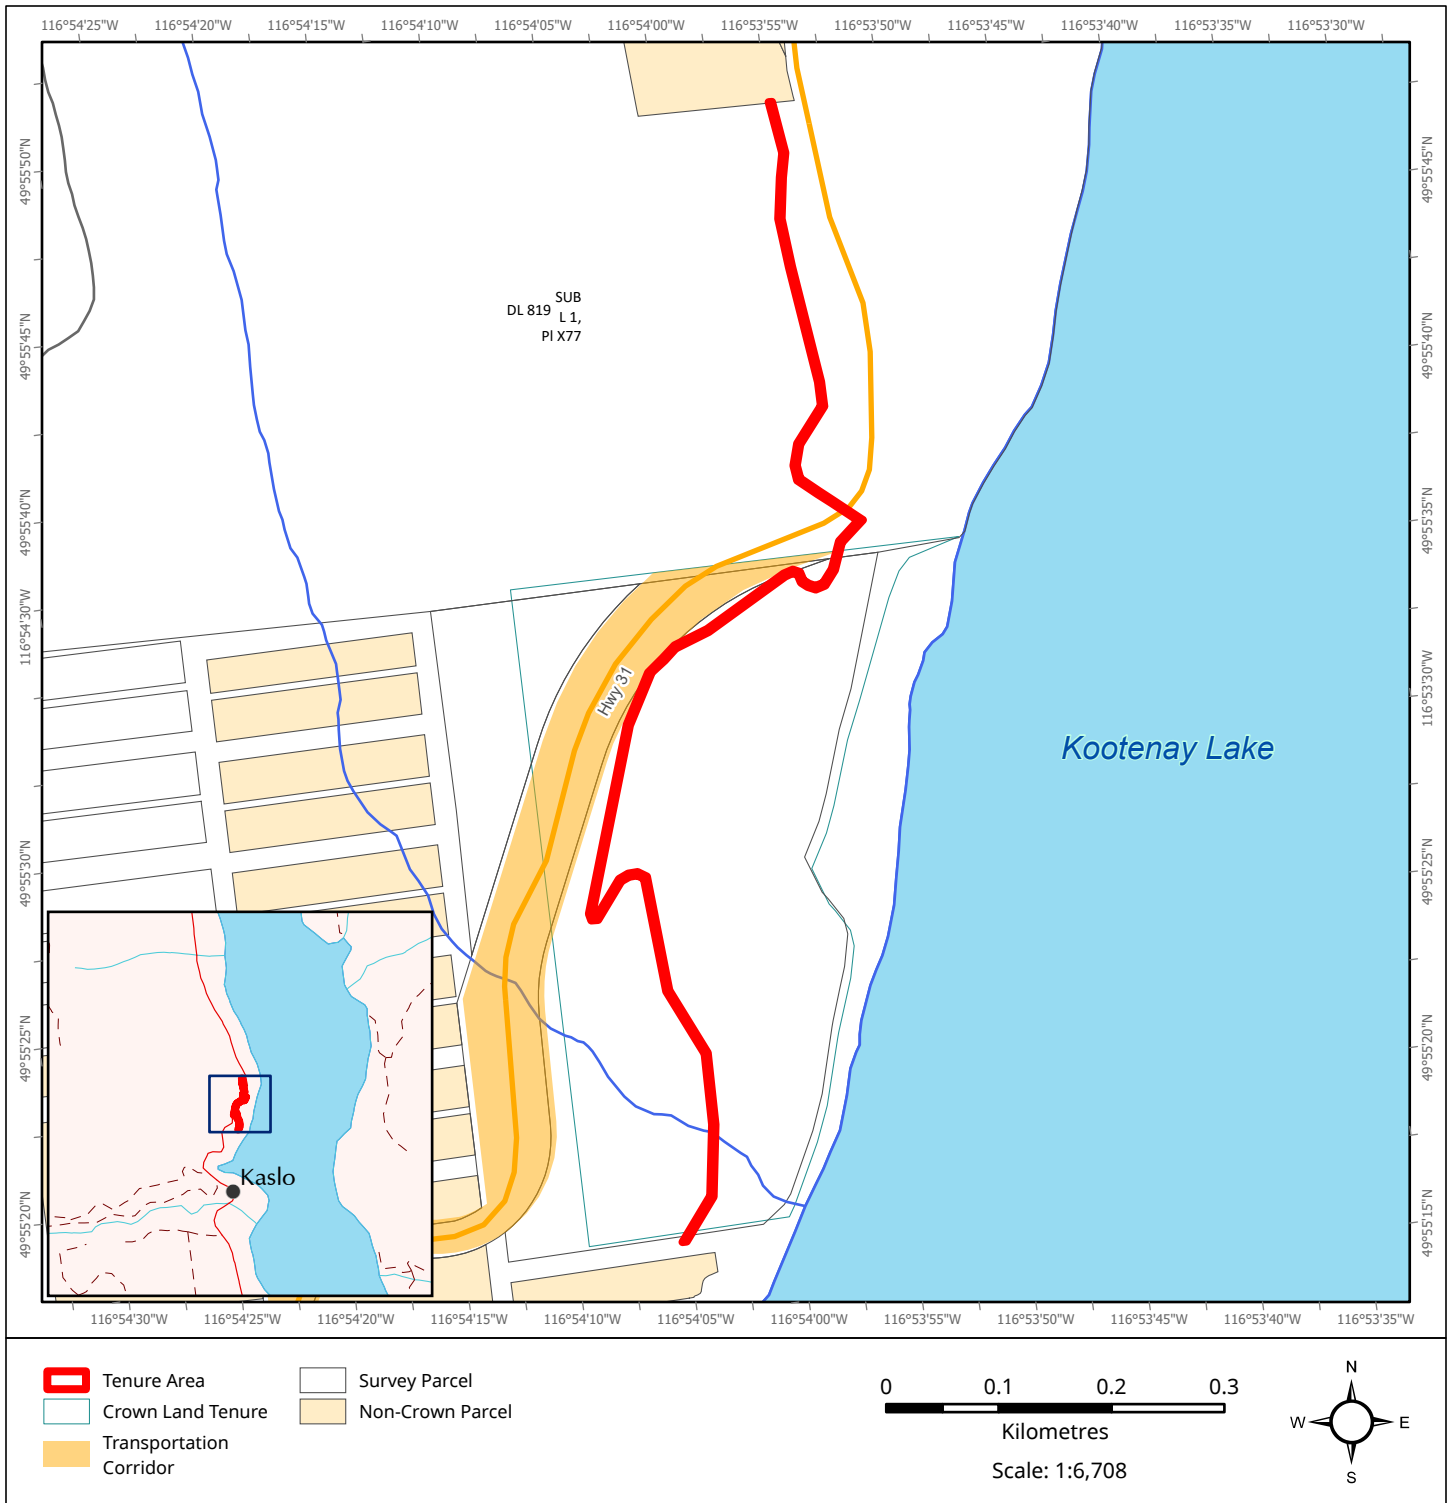 116°54'25"W 116°54'20"W 116°54'15"W 116°54'10"W 116°54'05"W 116°54'00"W 116°53'55"W 116°53'50"W 116°53'45"W 116°53'40"W 116°53'35"W 116°53'30"W
49°55'50"N
49°55'45"N
49°55'40"N
116°54'30"W
49°55'30"N
49°55'25"N
49°55'20"N
SUB
DL 819 L 1,
Pl X77
Hwy 31
Kootenay Lake
Kaslo
49°55'45"N
49°55'40"N
49°55'35"N
116°53'30"W
49°55'25"N
49°55'20"N
49°55'15"N
116°54'30"W 116°54'25"W 116°54'20"W 116°54'15"W 116°54'10"W 116°54'05"W 116°54'00"W 116°53'55"W 116°53'50"W 116°53'45"W 116°53'40"W 116°53'35"W
Tenure Area
Crown Land Tenure
Transportation
Corridor
Survey Parcel
Non-Crown Parcel
0 0.1 0.2 0.3
Kilometres
Scale: 1:6,708
N
W E
S